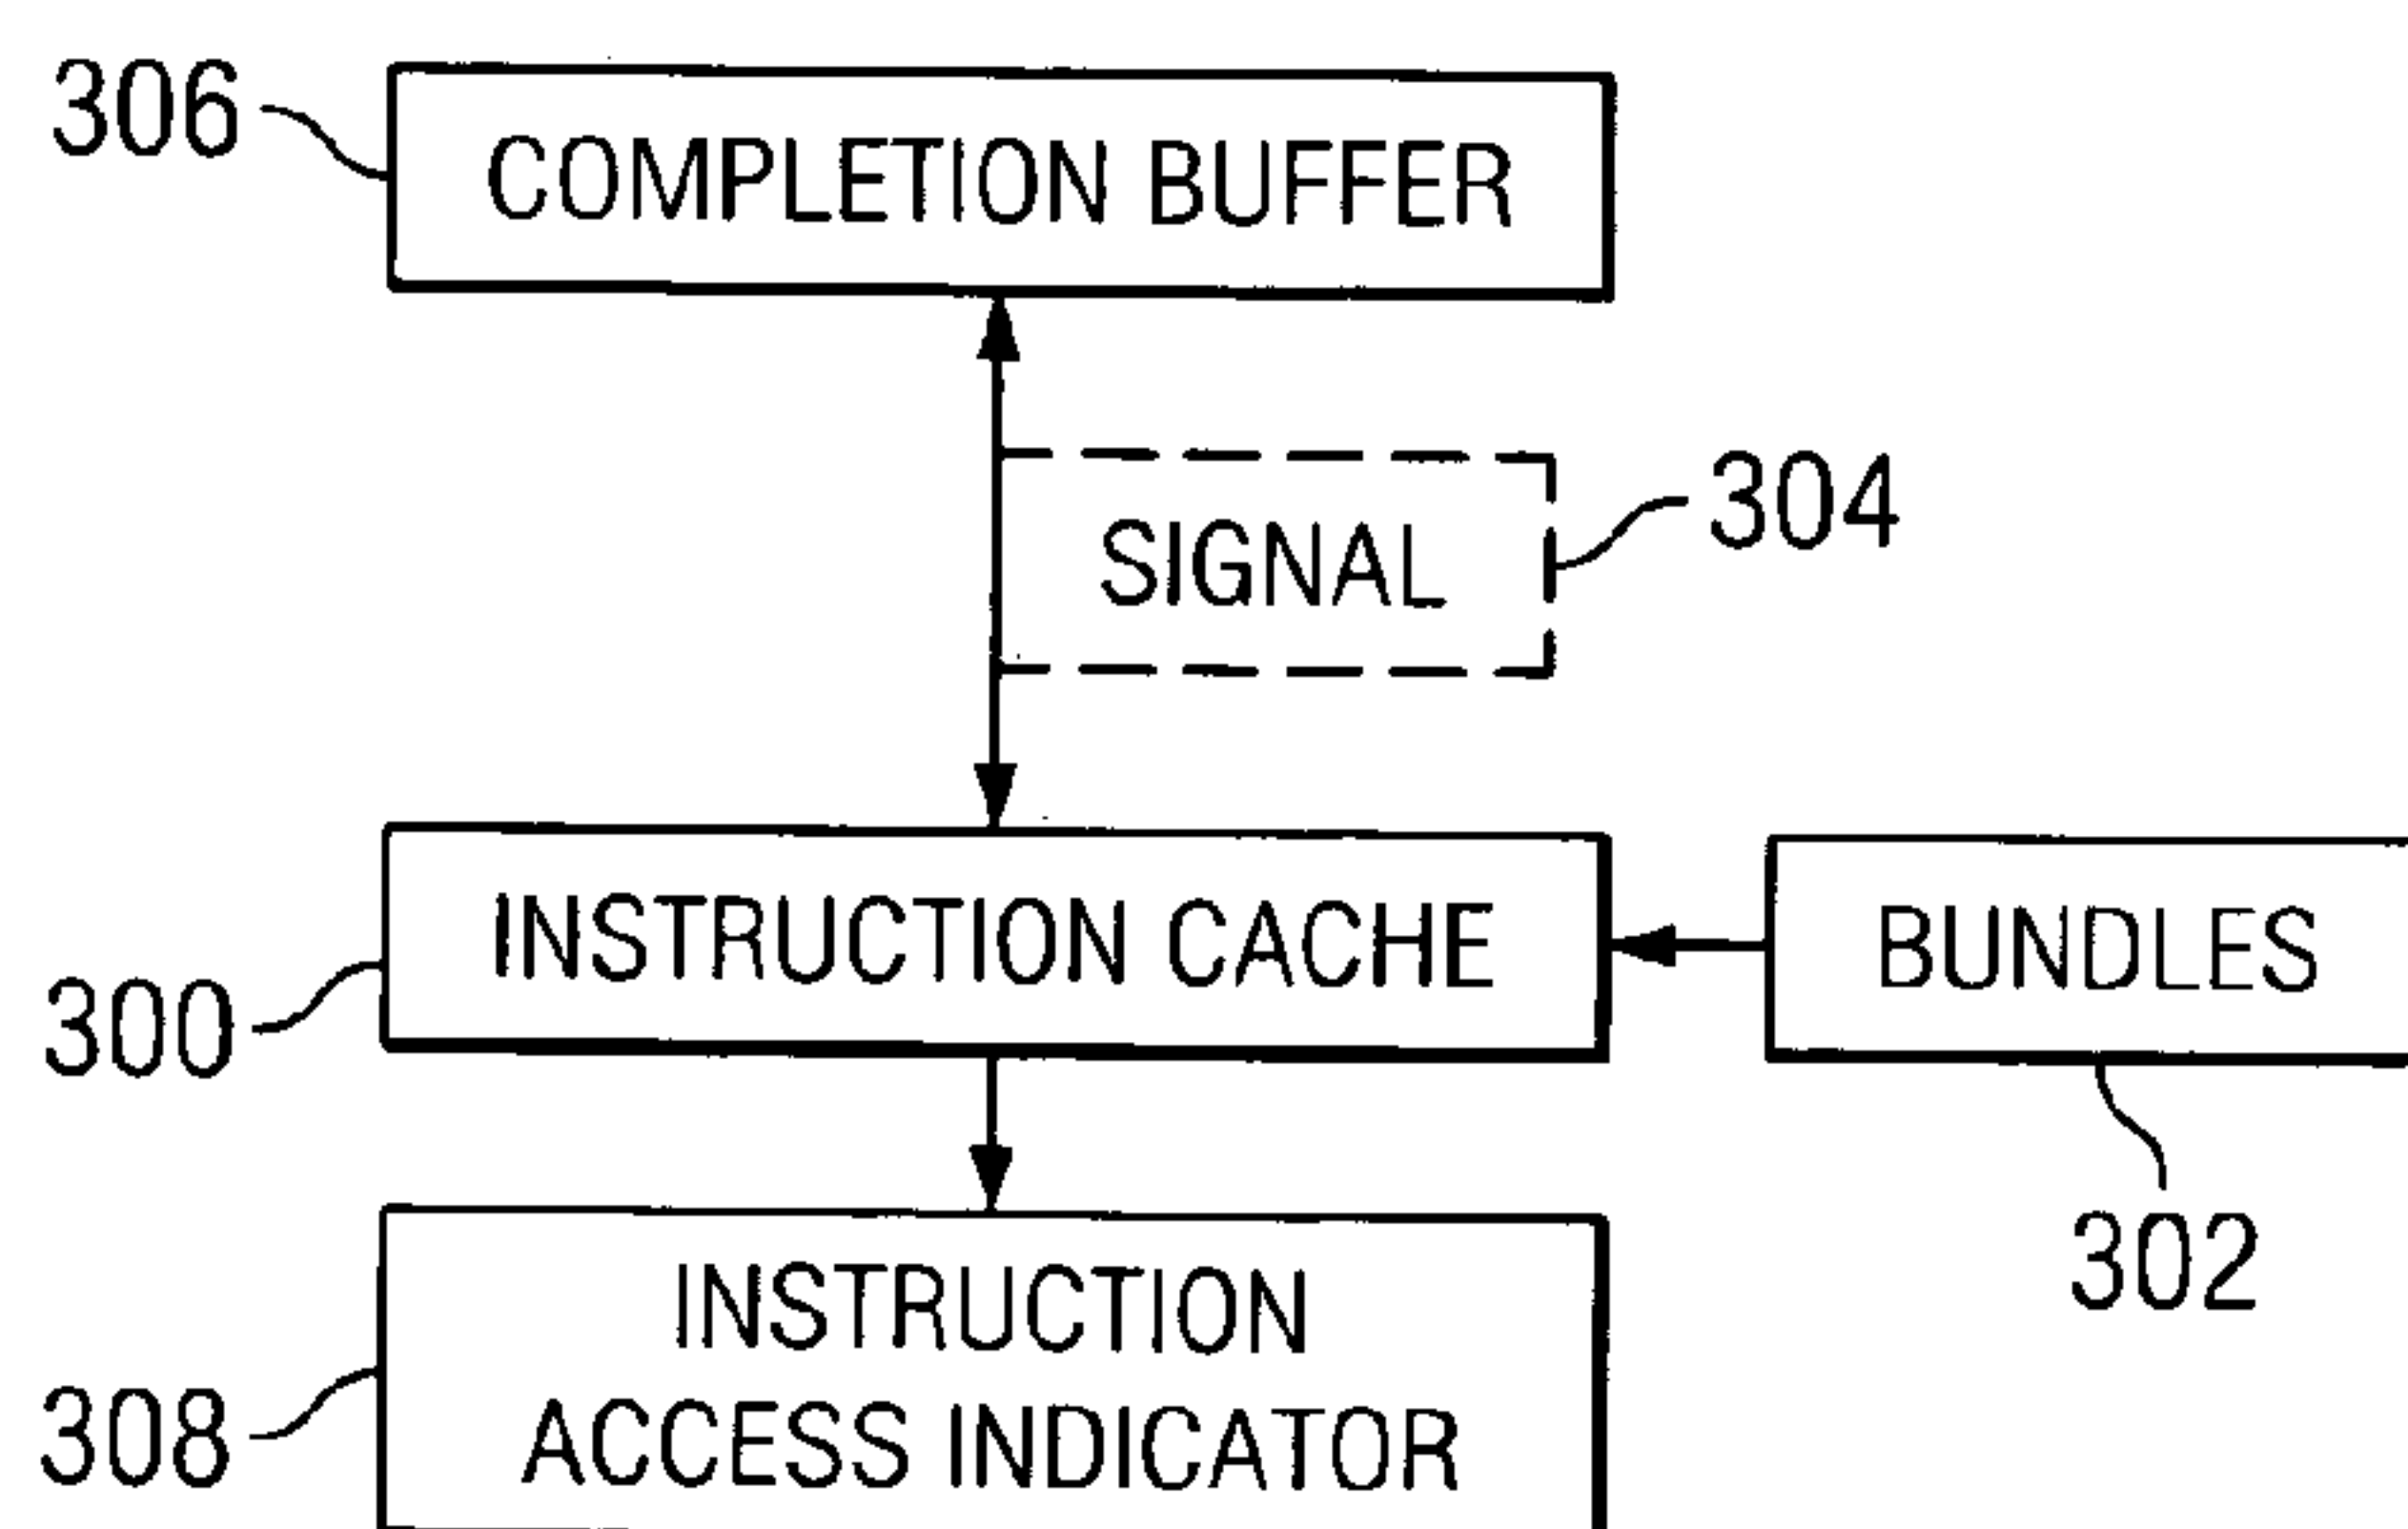 306
COMPLETION BUFFER
SIGNAL
304
INSTRUCTION CACHE
BUNDLES
300
302
INSTRUCTION
ACCESS INDICATOR
308